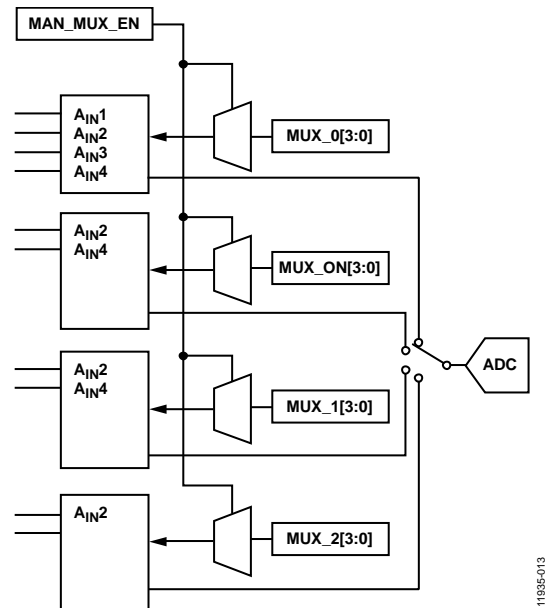 MAN_MUX_EN
AIN1
AIN2
AIN3
AIN4
MUX_0[3:0]
AIN2
AIN4
MUX_ON[3:0]
ADC
AIN2
AIN4
MUX_1[3:0]
AIN2
MUX_2[3:0]
11935-013